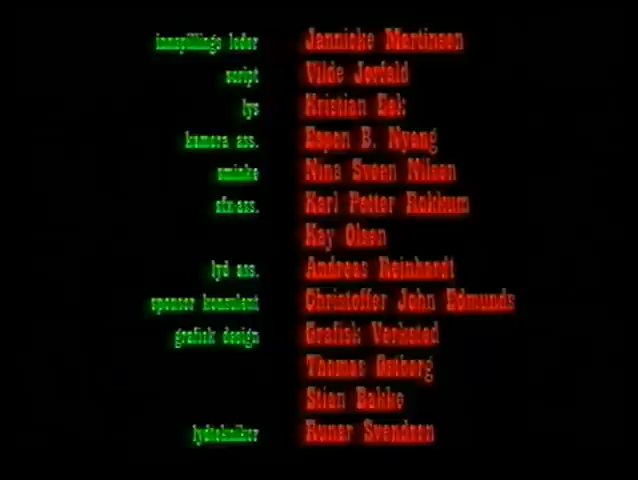 innspillings leder Jannicke Martinsen
script Vilde Jorfald
lys Kristian Eek
kamera ass. Espen B. Nyeng
sminke Nina Sveen Nilsen
sfx-ass. Karl Petter Rokkum
Kay Olsen
lyd ass. Andreas Reinhardt
sponsor konsulent Christoffer John Edmunds
grafisk design Grafisk Verksted
Thomas Østberg
Stian Bakke
lydtekniker Runar Svendsen